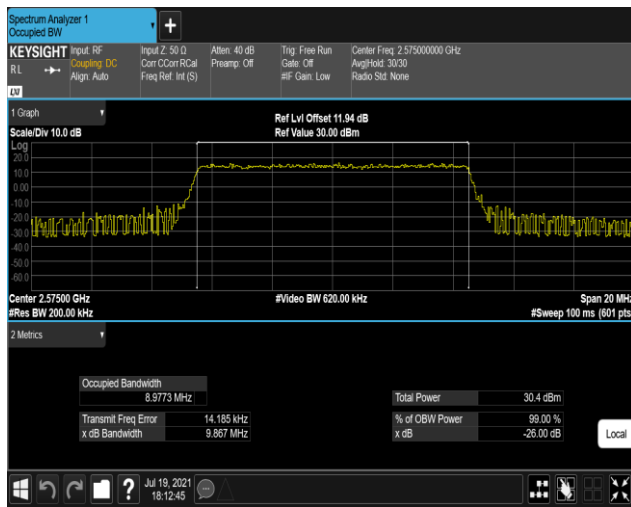 Spectrum Analyzer 1
Occupied BW
KEYSIGHT
RL
LXI
Input: RF
Coupling: DC
Align: Auto
Input Z: 50 Ω
Corr CCorr RCal
Freq Ref: Int (S)
Atten: 40 dB
Preamp: Off
Trig: Free Run
Gate: Off
#IF Gain: Low
Center Freq: 2.575000000 GHz
Avg|Hold: 30/30
Radio Std: None
1 Graph
Scale/Div 10.0 dB
Ref Lvl Offset 11.94 dB
Ref Value 30.00 dBm
Log
20.0
10.0
0.00
-10.0
-20.0
-30.0
-40.0
-50.0
-60.0
Center 2.57500 GHz
#Res BW 200.00 kHz
#Video BW 620.00 kHz
Span 20 MHz
#Sweep 100 ms (601 pts
2 Metrics
Occupied Bandwidth
8.9773 MHz
Transmit Freq Error 14.185 kHz
x dB Bandwidth 9.867 MHz
Total Power 30.4 dBm
% of OBW Power 99.00 %
x dB -26.00 dB
Local
?
Jul 19, 2021
18:12:45